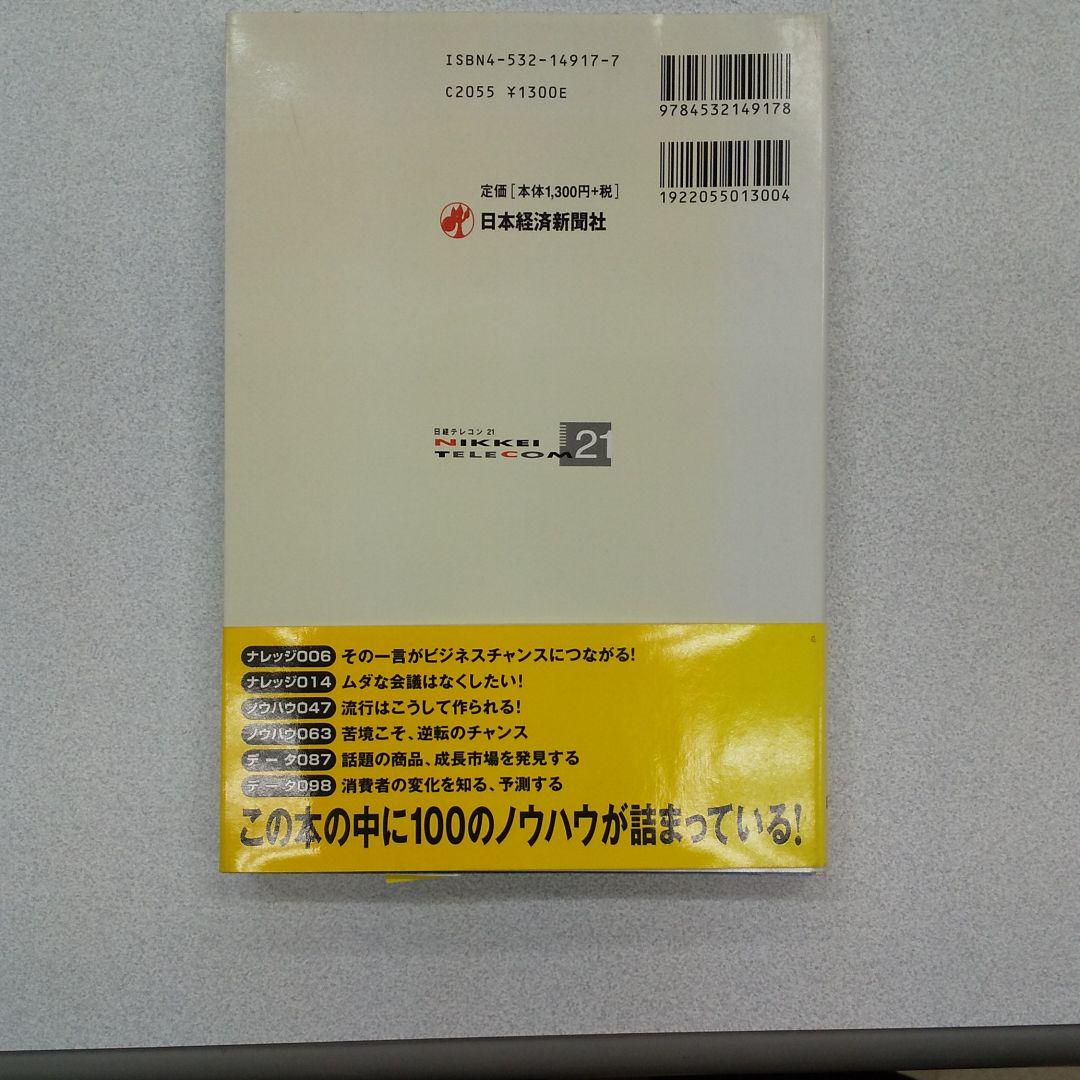 ISBN4-532-14917-7
C2055 ¥1300E
9784532149178
1922055013004
定価[本体1,300円+税]
日本経済新聞社
日経テレコン21
NIKKEI
TELECOM21
ナレッジ006 その一言がビジネスチャンスにつながる!
ナレッジ014 ムダな会議はなくしたい!
ノウハウ047 流行はこうして作られる!
ノウハウ063 苦境こそ、逆転のチャンス
データ087 話題の商品、成長市場を発見する
データ098 消費者の変化を知る、予測する
この本の中に100のノウハウが詰まっている!